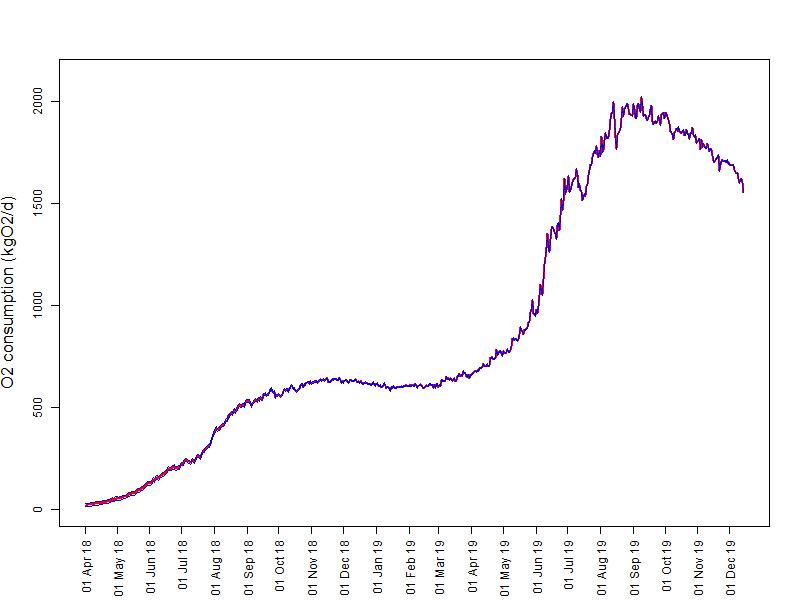 O2 consumption (kgO2/d)
2000
1500
1000
500
0
01 Apr 18
01 May 18
01 Jun 18
01 Jul 18
01 Aug 18
01 Sep 18
01 Oct 18
01 Nov 18
01 Dec 18
01 Jan 19
01 Feb 19
01 Mar 19
01 Apr 19
01 May 19
01 Jun 19
01 Jul 19
01 Aug 19
01 Sep 19
01 Oct 19
01 Nov 19
01 Dec 19